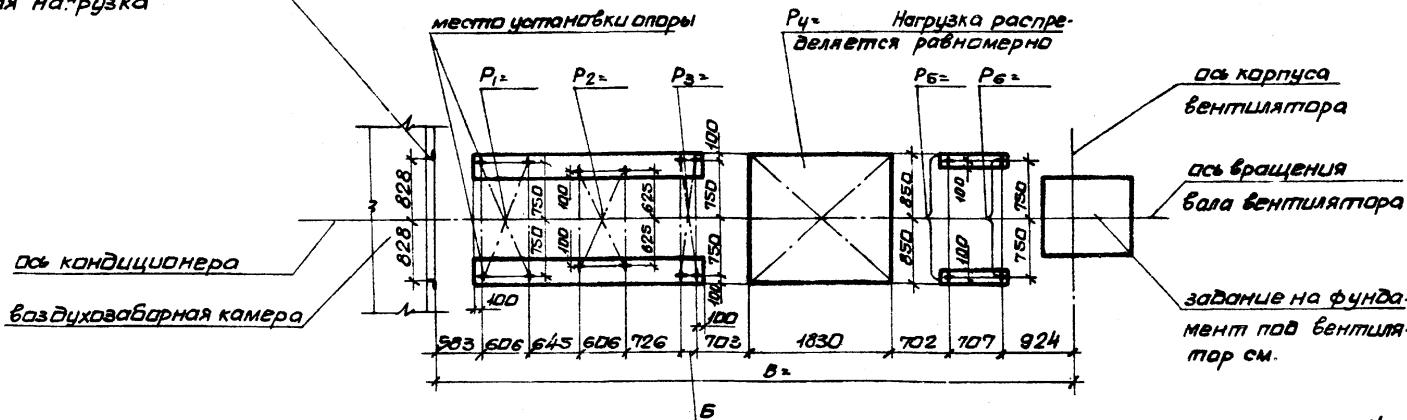 ая нагрузка
место установки опоры
P4= Нагрузка распре-
деляется равномерно
P1=
P2=
P3=
P5=
P6=
ось корпуса
вентилятора
ось вращения
вала вентилятора
ось кондиционера
воздухозаборная камера
задание на фунда-
мент под вентиля-
тор см.
828
828
750
750
100
100
625
625
100
750
750
100
850
850
100
100
750
750
100
100
583 606 645 606 726 703 1830 702 707 924
В=
Б